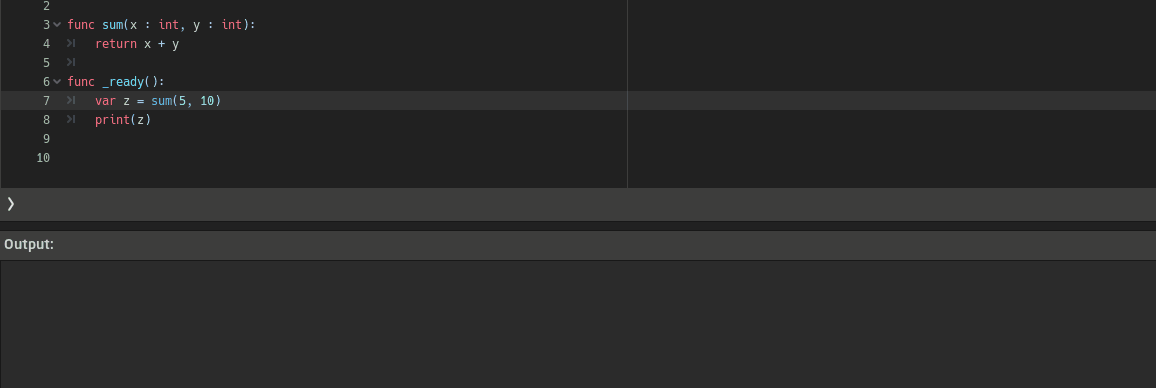 2
3 func sum(x : int, y : int):
4 return x + y
5
6 func _ready():
7 var z = sum(5, 10)
8 print(z)
9
10
Output: